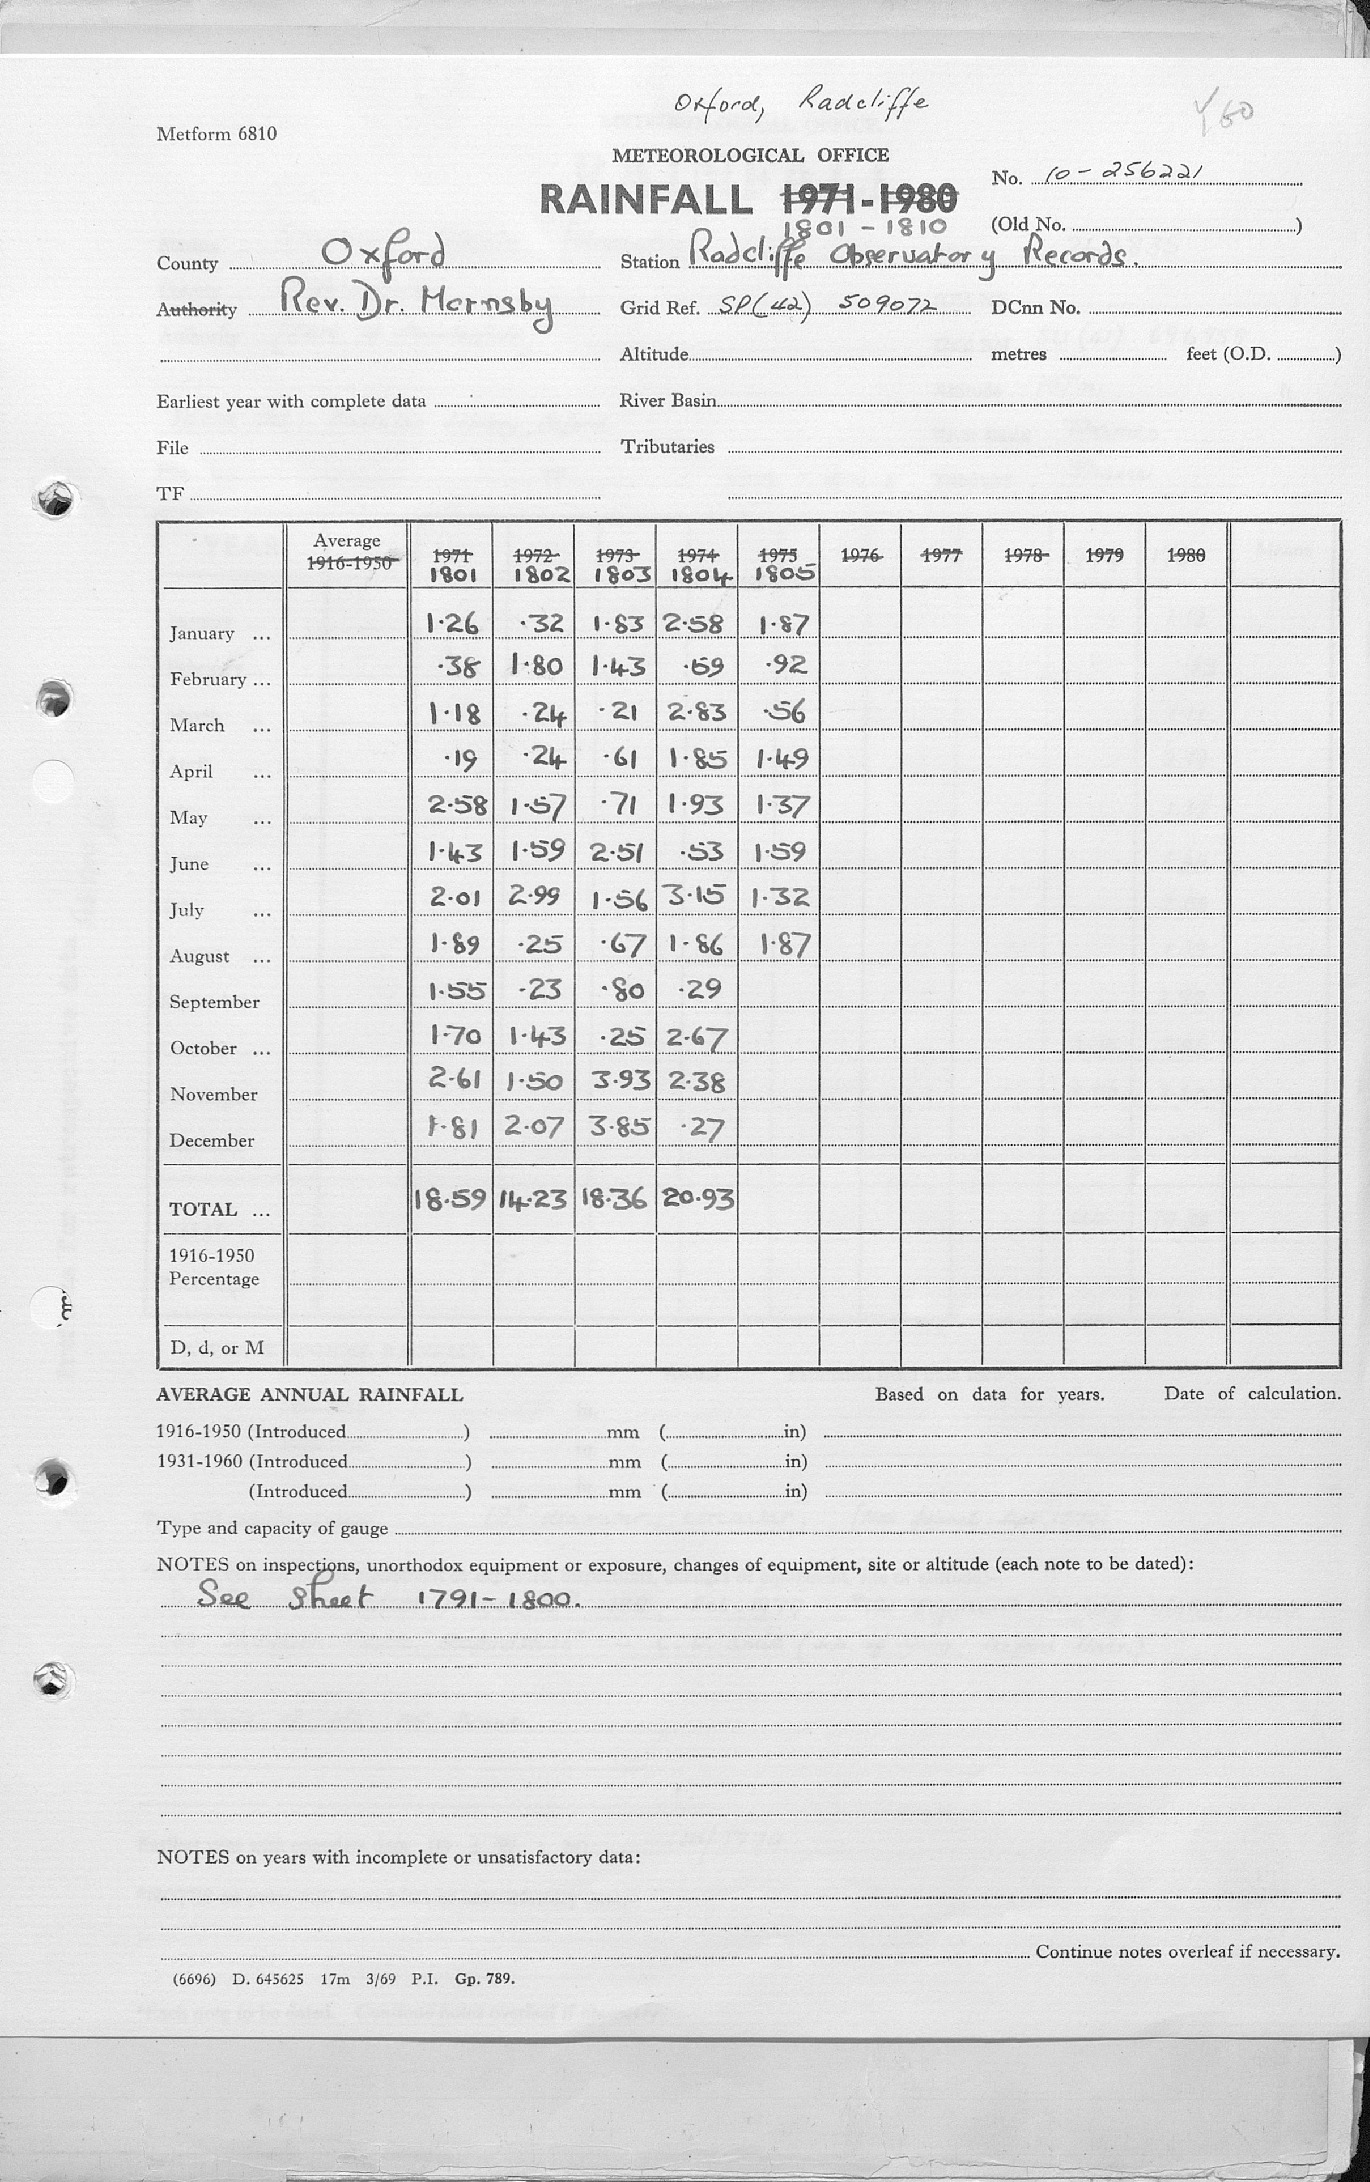 Oxford, Radcliffe
Y60
Metform 6810
METEOROLOGICAL OFFICE
No. 10-256221
RAINFALL 1971-1980
1801-1810
(Old No. )
County Oxford
Station Radcliffe Observatory Records.
Authority Rev. Dr. Hornsby
Grid Ref. SP(42) 509072 DCnn No.
Altitude metres feet (O.D. )
Earliest year with complete data
River Basin
File
Tributaries
TF
Average 1916-1950 1971 1972 1973 1974 1975 1976 1977 1978 1979 1980
1801 1802 1803 1804 1805
January ... 1.26 .32 1.83 2.58 1.87
February ... .38 1.80 1.43 .59 .92
March ... 1.18 .24 .21 2.83 .56
April ... .19 .24 .61 1.85 1.49
May ... 2.58 1.57 .71 1.93 1.37
June ... 1.43 1.59 2.51 .53 1.59
July ... 2.01 2.99 1.56 3.15 1.32
August ... 1.89 .25 .67 1.86 1.87
September 1.55 .23 .80 .29
October ... 1.70 1.43 .25 2.67
November 2.61 1.50 3.93 2.38
December 1.81 2.07 3.85 .27
TOTAL ... 18.59 14.23 18.36 20.93
1916-1950
Percentage
D, d, or M
AVERAGE ANNUAL RAINFALL Based on data for years. Date of calculation.
1916-1950 (Introduced ) mm ( in)
1931-1960 (Introduced ) mm ( in)
(Introduced ) mm ( in)
Type and capacity of gauge
NOTES on inspections, unorthodox equipment or exposure, changes of equipment, site or altitude (each note to be dated):
See sheet 1791-1800.
NOTES on years with incomplete or unsatisfactory data:
Continue notes overleaf if necessary.
(6696) D. 645625 17m 3/69 P.I. Gp. 789.